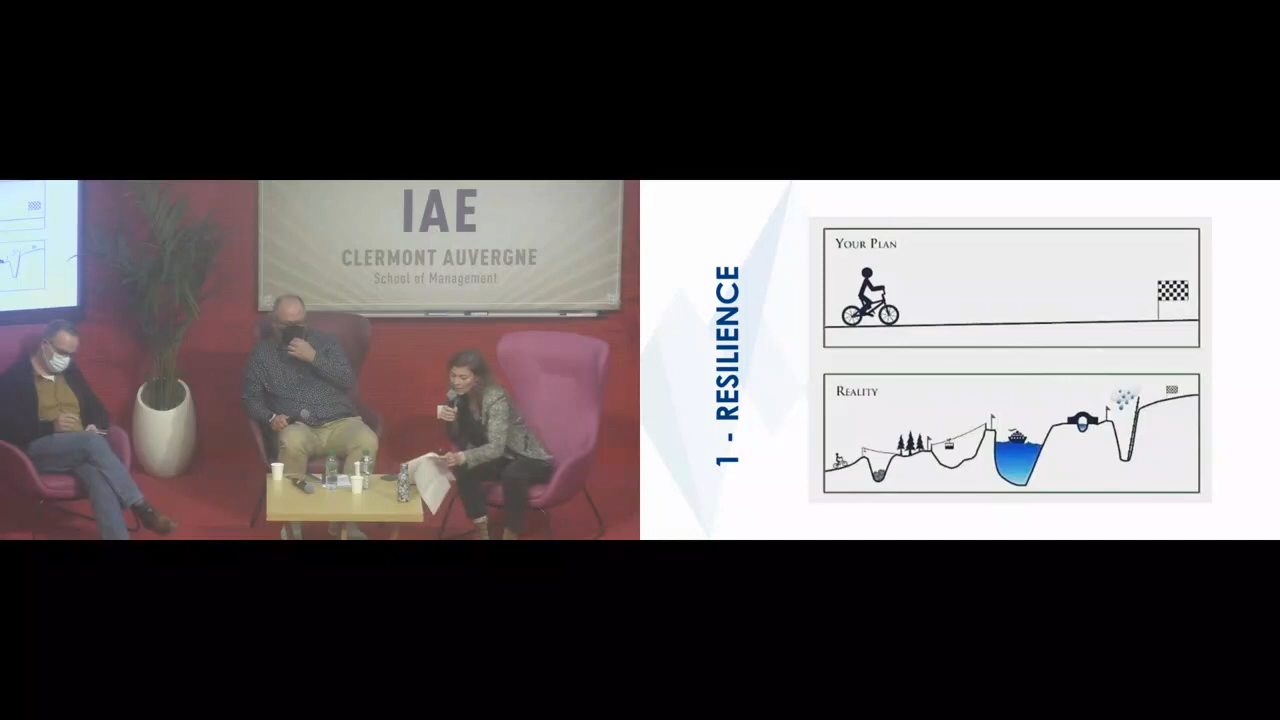 IAE
CLERMONT AUVERGNE
School of Management
1 - RESILIENCE
YOUR PLAN
REALITY